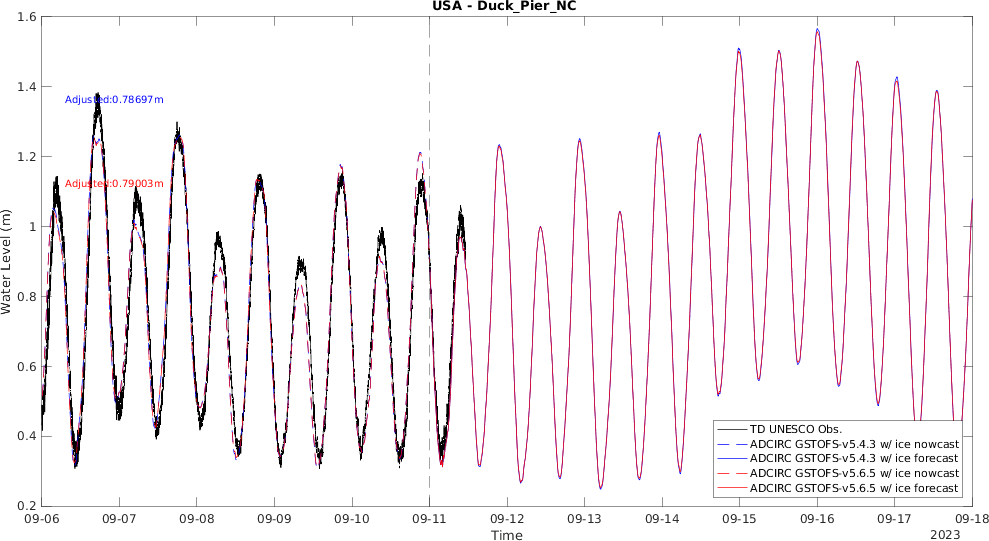 USA - Duck_Pier_NC
1.6
1.4
1.2
1
0.8
0.6
0.4
0.2
Water Level (m)
Adjusted:0.78697m
Adjusted:0.79003m
TD UNESCO Obs.
ADCIRC GSTOFS-v5.4.3 w/ ice nowcast
ADCIRC GSTOFS-v5.4.3 w/ ice forecast
ADCIRC GSTOFS-v5.6.5 w/ ice nowcast
ADCIRC GSTOFS-v5.6.5 w/ ice forecast
09-06 09-07 09-08 09-09 09-10 09-11 09-12 09-13 09-14 09-15 09-16 09-17 09-18
Time
2023